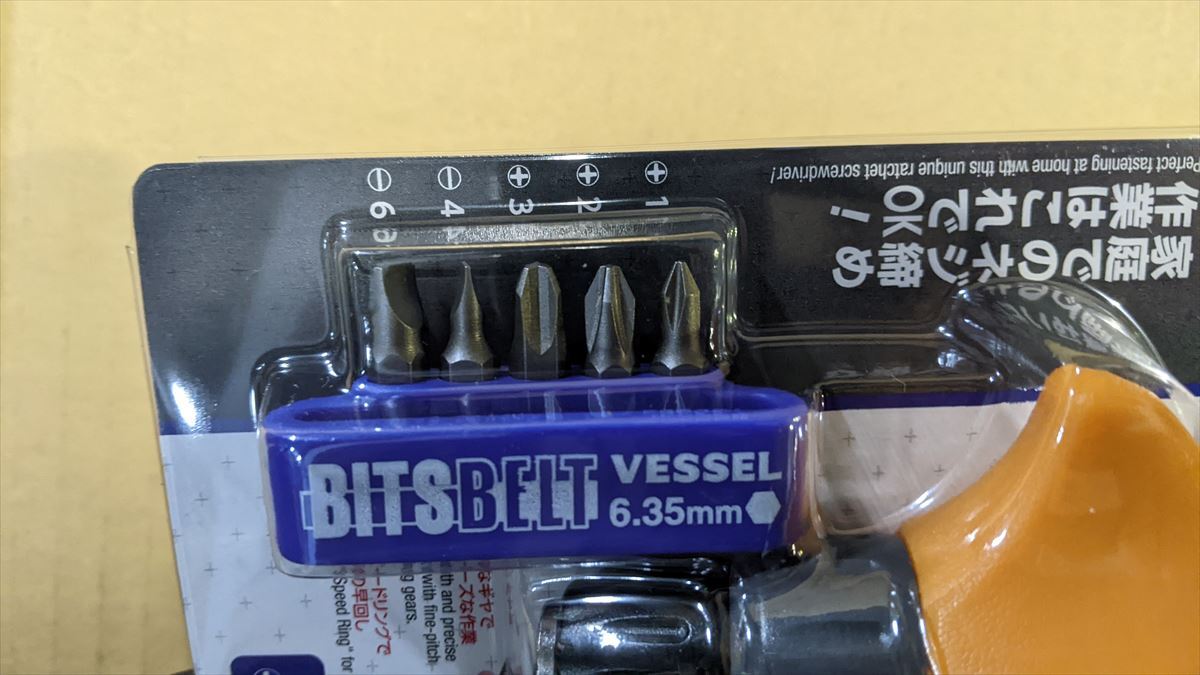 Perfect fastening at home with this unique ratchet screwdriver!
家庭でのネジ締め
作業はこれでOK!
⊕1
⊕2
⊕3
⊖4
⊖6
BITSBELT
VESSEL
6.35mm
なギヤで
ーズな作業
th and precise
with fine-pitch
ng gears.
ードリングで
早回し
Speed Ring" for